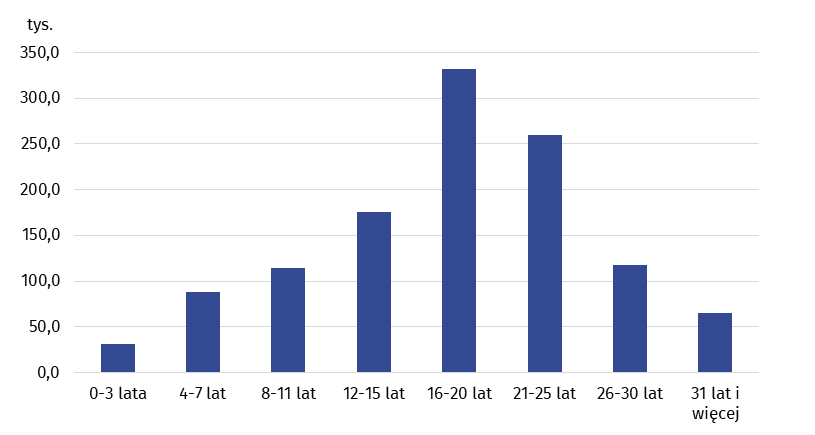 tys.
350,0
300,0
250,0
200,0
150,0
100,0
50,0
0,0
0-3 lata
4-7 lat
8-11 lat
12-15 lat
16-20 lat
21-25 lat
26-30 lat
31 lat i
więcej